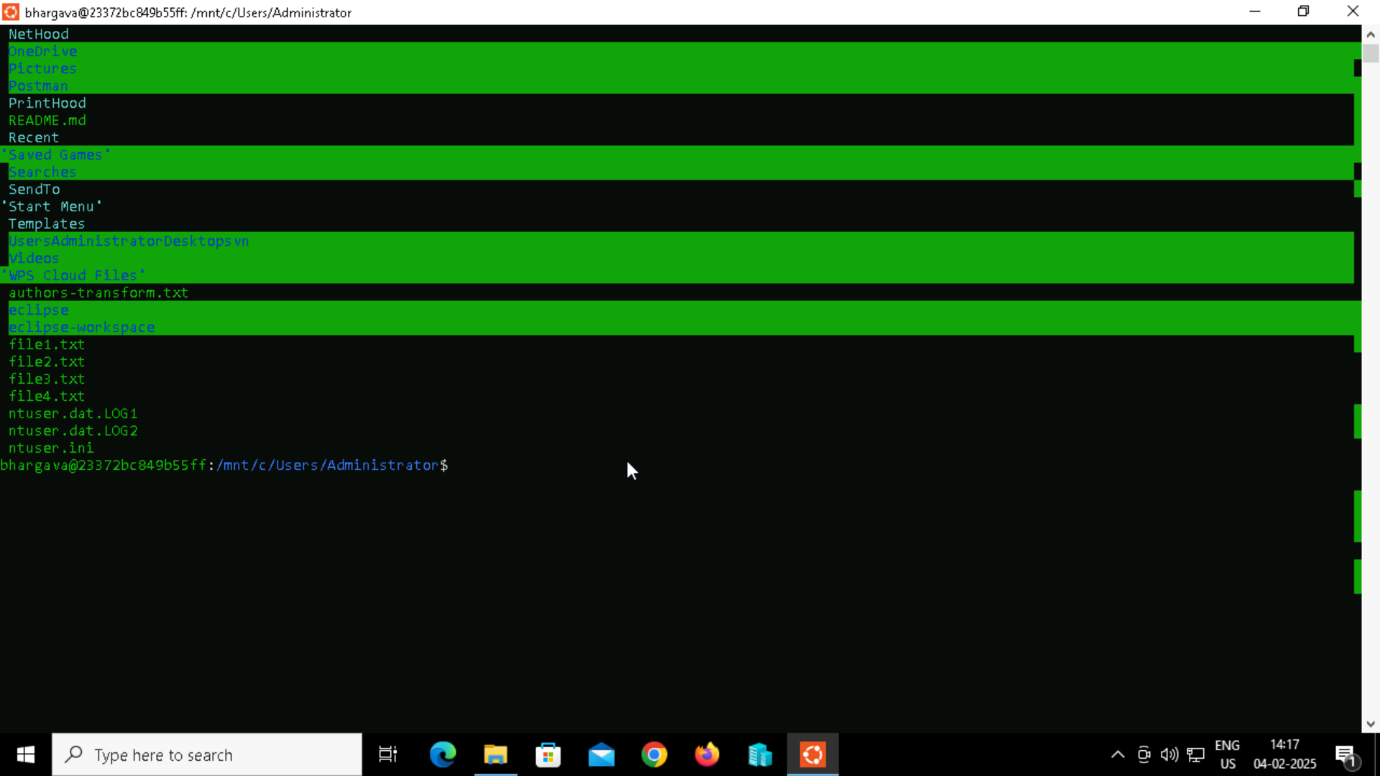 bhargava@23372bc849b55ff: /mnt/c/Users/Administrator
NetHood
OneDrive
Pictures
Postman
PrintHood
README.md
Recent
'Saved Games'
Searches
SendTo
'Start Menu'
Templates
UsersAdministratorDesktopsvn
Videos
'WPS Cloud Files'
authors-transform.txt
eclipse
eclipse-workspace
file1.txt
file2.txt
file3.txt
file4.txt
ntuser.dat.LOG1
ntuser.dat.LOG2
ntuser.ini
bhargava@23372bc849b55ff:/mnt/c/Users/Administrator$
Type here to search
ENG
US
14:17
04-02-2025
1